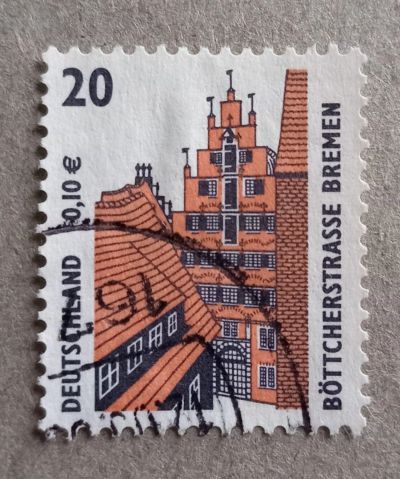 20
0,10 €
DEUTSCHLAND
BÖTTCHERSTRASSE BREMEN